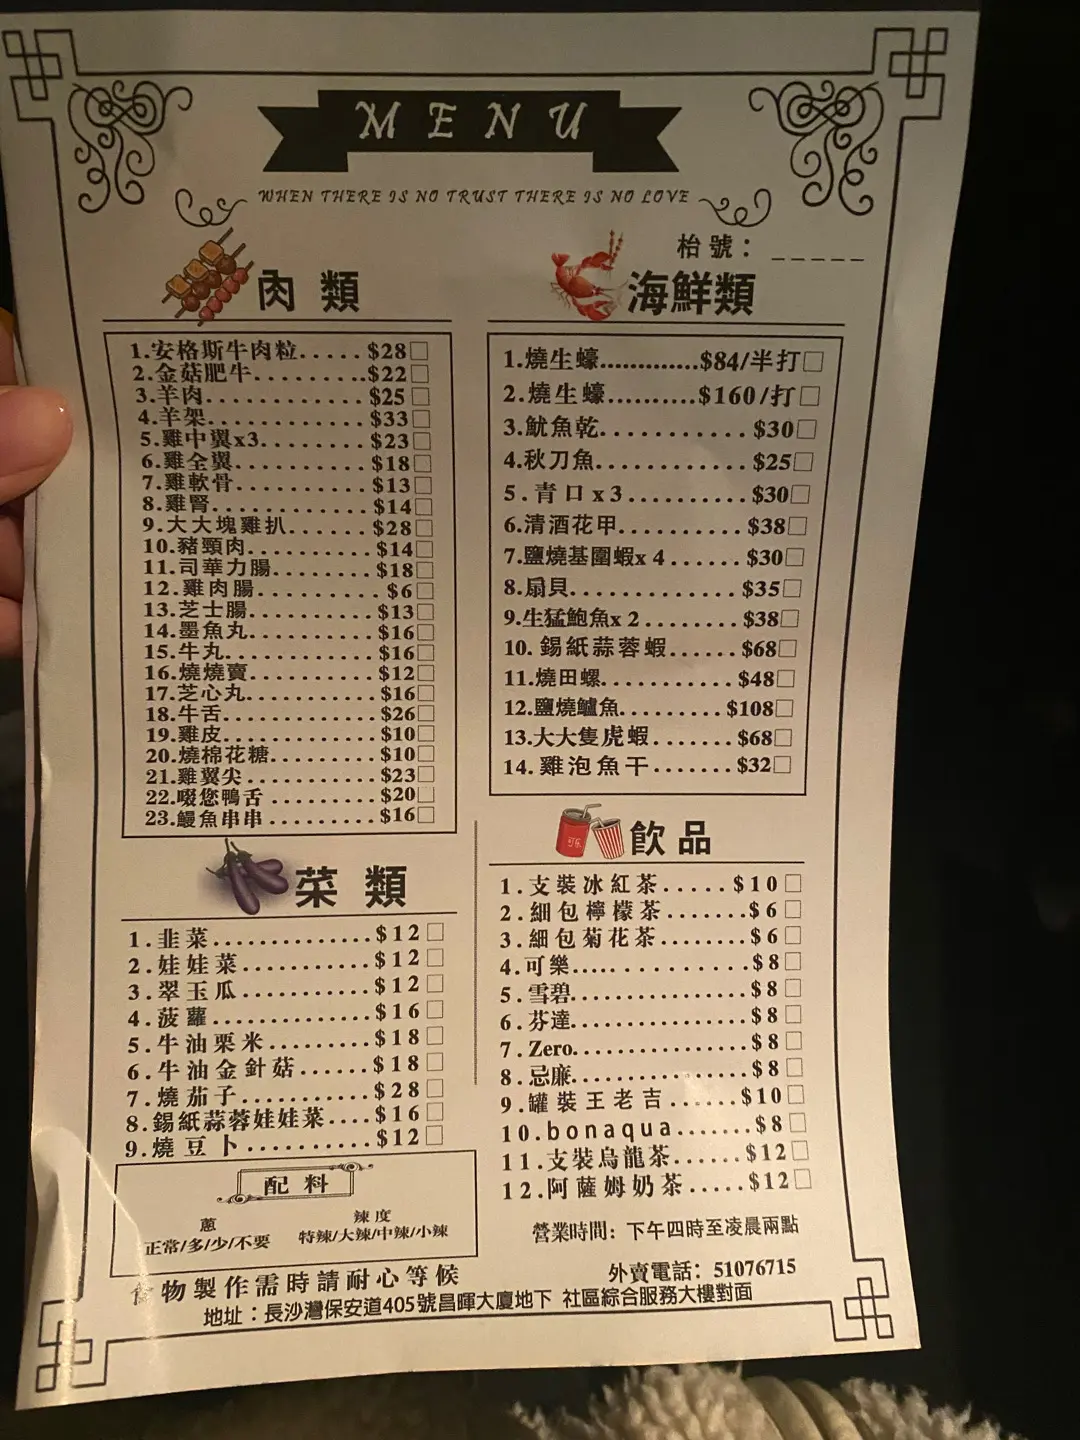 MENU
WHEN THERE IS NO TRUST THERE IS NO LOVE
枱號：_____
肉類
1.安格斯牛肉粒.....$28□
2.金菇肥牛.........$22□
3.羊肉............$25□
4.羊架............$33□
5.雞中翼x3........$23□
6.雞全翼..........$18□
7.雞軟骨..........$13□
8.雞腎............$14□
9.大大塊雞扒......$28□
10.豬頸肉.........$14□
11.司華力腸.......$18□
12.雞肉腸..........$6□
13.芝士腸.........$13□
14.墨魚丸.........$16□
15.牛丸...........$16□
16.燒燒賣.........$12□
17.芝心丸.........$16□
18.牛舌...........$26□
19.雞皮...........$10□
20.燒棉花糖.......$10□
21.雞翼尖.........$23□
22.啜您鴨舌.......$20□
23.鰻魚串串.......$16□
海鮮類
1.燒生蠔..............$84/半打□
2.燒生蠔..........$160/打□
3.魷魚乾...........$30□
4.秋刀魚...........$25□
5.青口x3..........$30□
6.清酒花甲.........$38□
7.鹽燒基圍蝦x 4......$30□
8.扇貝............$35□
9.生猛鮑魚x 2........$38□
10.錫紙蒜蓉蝦......$68□
11.燒田螺..........$48□
12.鹽燒鱸魚........$108□
13.大大隻虎蝦.......$68□
14.雞泡魚干.......$32□
菜類
1.韭菜..............$12□
2.娃娃菜...........$12□
3.翠玉瓜...........$12□
4.菠蘿.............$16□
5.牛油栗米.........$18□
6.牛油金針菇......$18□
7.燒茄子...........$28□
8.錫紙蒜蓉娃娃菜....$16□
9.燒豆卜..........$12□
可乐
飲品
1.支裝冰紅茶.....$10□
2.細包檸檬茶.......$6□
3.細包菊花茶.......$6□
4.可樂..............$8□
5.雪碧.............$8□
6.芬達.............$8□
7.Zero.............$8□
8.忌廉.............$8□
9.罐裝王老吉......$10□
10.bonaqua.......$8□
11.支裝烏龍茶......$12□
12.阿薩姆奶茶.....$12□
配料
蔥
正常/多/少/不要
辣度
特辣/大辣/中辣/小辣
營業時間：下午四時至凌晨兩點
食物製作需時請耐心等候
外賣電話：51076715
地址：長沙灣保安道405號昌暉大廈地下 社區綜合服務大樓對面